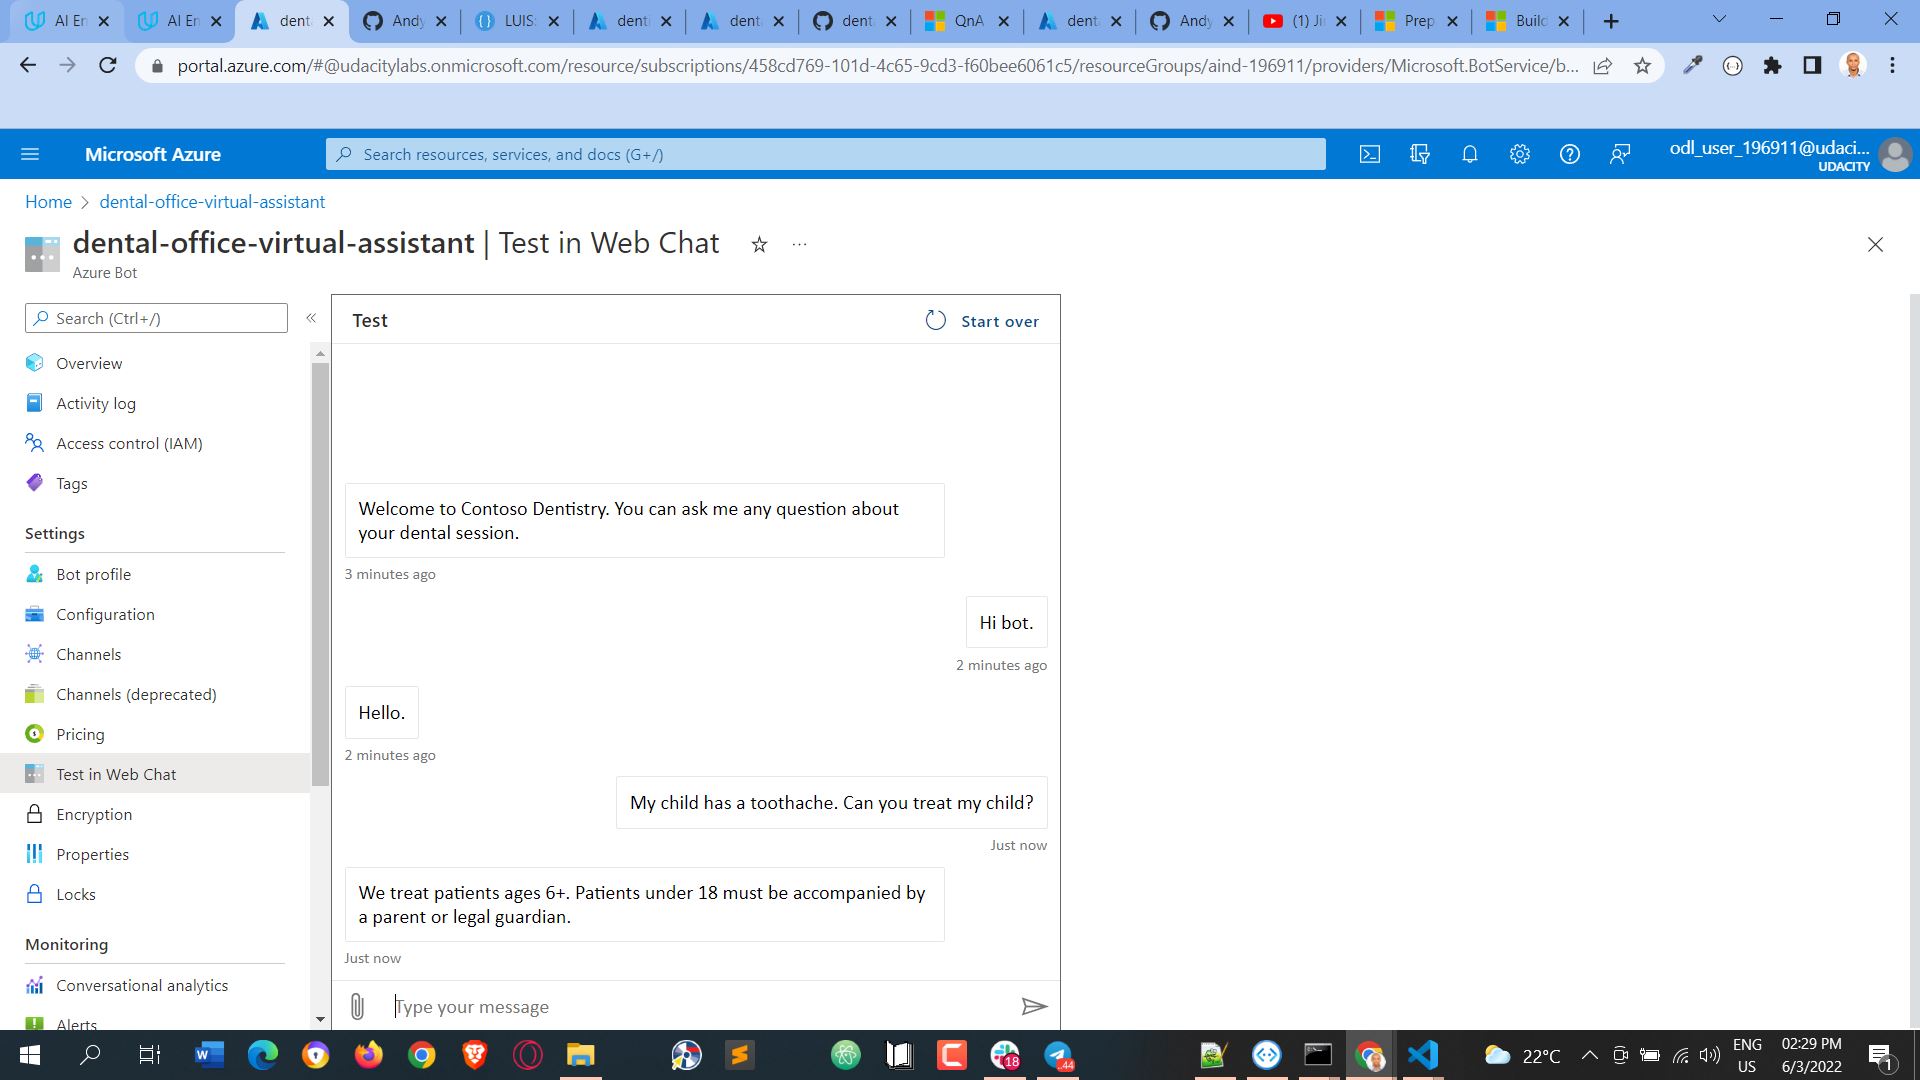 AI En
AI En
denta
Andy
LUIS:
denti
denta
denta
QnA
denta
Andy
(1) Ji
Prep
Build
portal.azure.com/#@udacitylabs.onmicrosoft.com/resource/subscriptions/458cd769-101d-4c65-9cd3-f60bee6061c5/resourceGroups/aind-196911/providers/Microsoft.BotService/b...
Microsoft Azure
Search resources, services, and docs (G+/)
odl_user_196911@udaci...
UDACITY
Home
dental-office-virtual-assistant
dental-office-virtual-assistant | Test in Web Chat
Azure Bot
Search (Ctrl+/)
Overview
Activity log
Access control (IAM)
Tags
Settings
Bot profile
Configuration
Channels
Channels (deprecated)
Pricing
Test in Web Chat
Encryption
Properties
Locks
Monitoring
Conversational analytics
Alerts
Test
Start over
Welcome to Contoso Dentistry. You can ask me any question about
your dental session.
3 minutes ago
Hi bot.
2 minutes ago
Hello.
2 minutes ago
My child has a toothache. Can you treat my child?
Just now
We treat patients ages 6+. Patients under 18 must be accompanied by
a parent or legal guardian.
Just now
Type your message
18
44
22°C
ENG
US
02:29 PM
6/3/2022
1